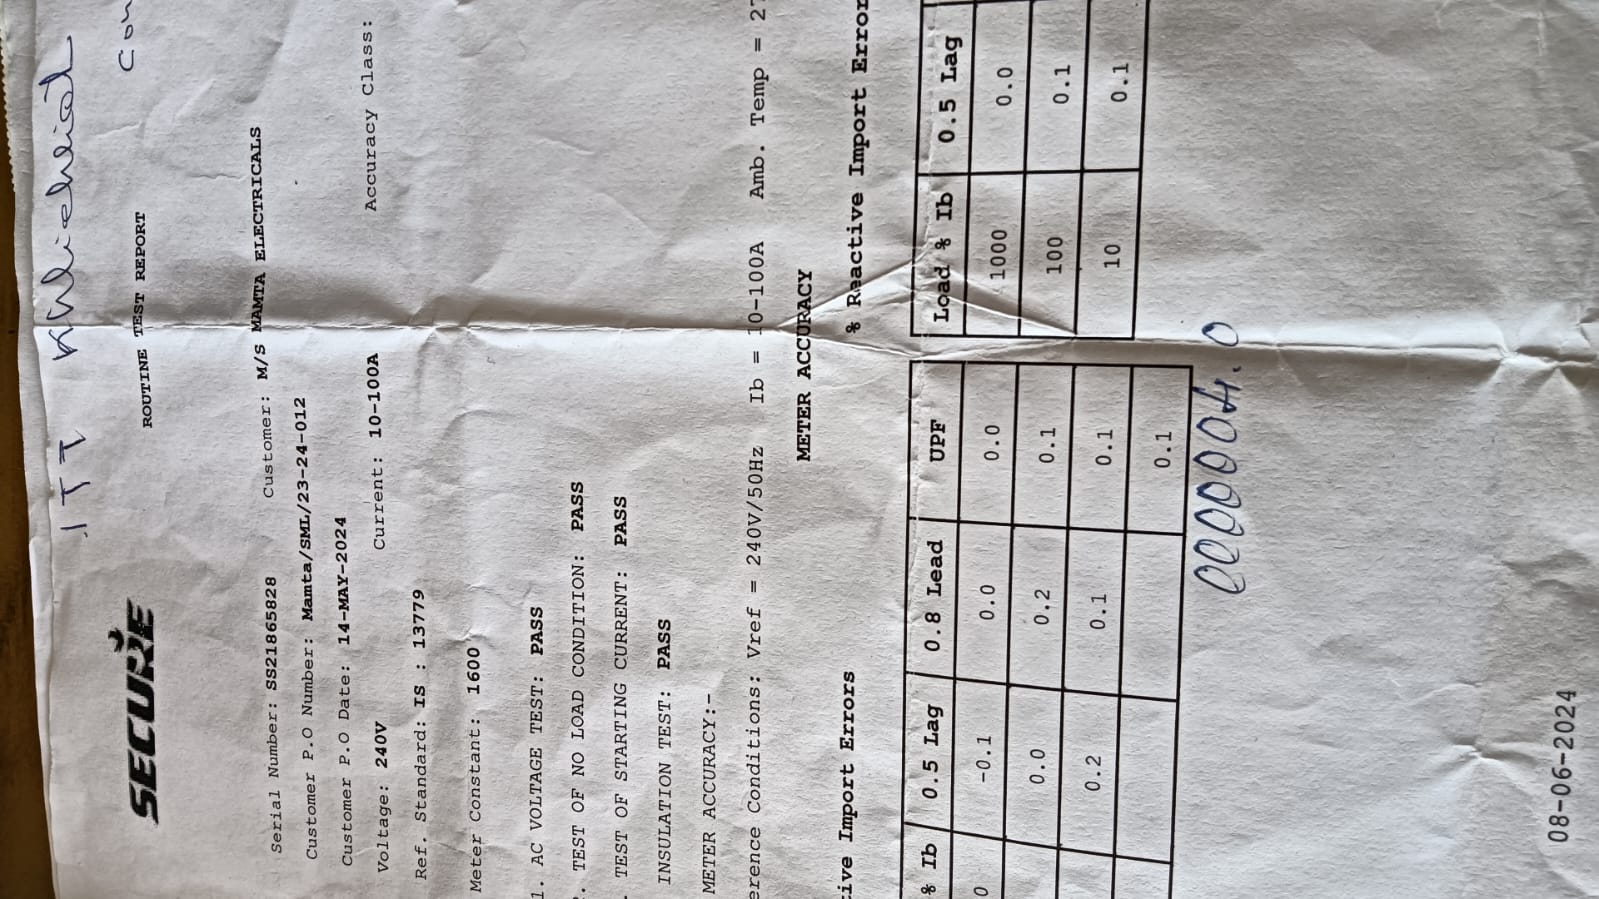 ITI
Con
SECURE
ROUTINE TEST REPORT
Serial Number: SS21865828 Customer: M/S MAMTA ELECTRICALS
Customer P.O Number: Mamta/SML/23-24-012
Customer P.O Date: 14-MAY-2024
Voltage: 240V Current: 10-100A Accuracy Class:
Ref. Standard: IS : 13779
Meter Constant: 1600
1. AC VOLTAGE TEST: PASS
. TEST OF NO LOAD CONDITION: PASS
. TEST OF STARTING CURRENT: PASS
INSULATION TEST: PASS
METER ACCURACY:-
erence Conditions: Vref = 240V/50Hz Ib = 10-100A Amb. Temp = 27
METER ACCURACY
tive Import Errors % Reactive Import Error
% Ib 0.5 Lag 0.8 Lead UPF Load % Ib 0.5 Lag
0 -0.1 0.0 0.0 1000 0.0
0.0 0.2 0.1 100 0.1
0.2 0.1 0.1 10 0.1
0.1
000004.0
08-06-2024